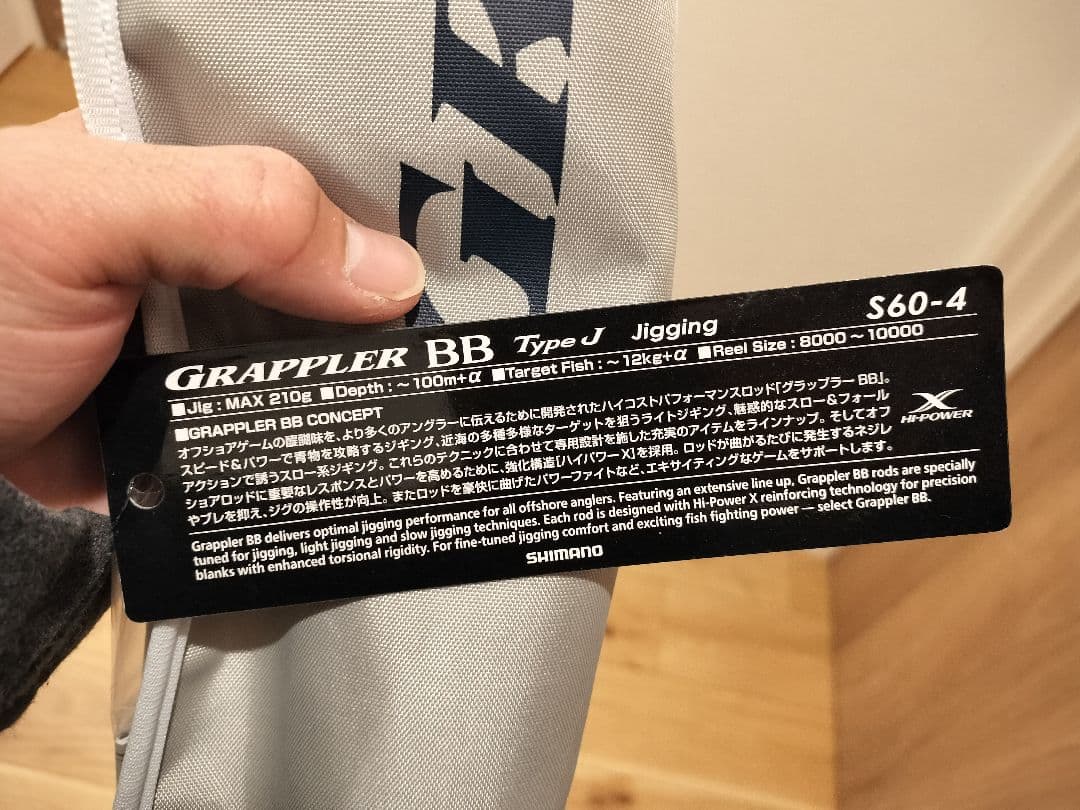 GRAPPLER BB Type J Jigging S60-4
■Jig : MAX 210g ■Depth : ～100m+α ■Target Fish : ～12kg+α ■Reel Size : 8000～10000
■GRAPPLER BB CONCEPT
オフショアゲームの醍醐味を、より多くのアングラーに伝えるために開発されたハイコストパフォーマンスロッド「グラップラー BB」。
スピード&パワーで青物を攻略するジギング、近海の多種多様なターゲットを狙うライトジギング、魅惑的なスロー&フォール
アクションで誘うスロー系ジギング。これらのテクニックに合わせて専用設計を施した充実のアイテムをラインナップ。そしてオフ
ショアロッドに重要なレスポンスとパワーを高めるために、強化構造[ハイパワーX]を採用。ロッドが曲がるたびに発生するネジレ
やブレを抑え、ジグの操作性が向上。またロッドを豪快に曲げたパワーファイトなど、エキサイティングなゲームをサポートします。
X
HI-POWER
Grappler BB delivers optimal jigging performance for all offshore anglers. Featuring an extensive line up, Grappler BB rods are specially
tuned for jigging, light jigging and slow jigging techniques. Each rod is designed with Hi-Power X reinforcing technology for precision
blanks with enhanced torsional rigidity. For fine-tuned jigging comfort and exciting fish fighting power — select Grappler BB.
SHIMANO